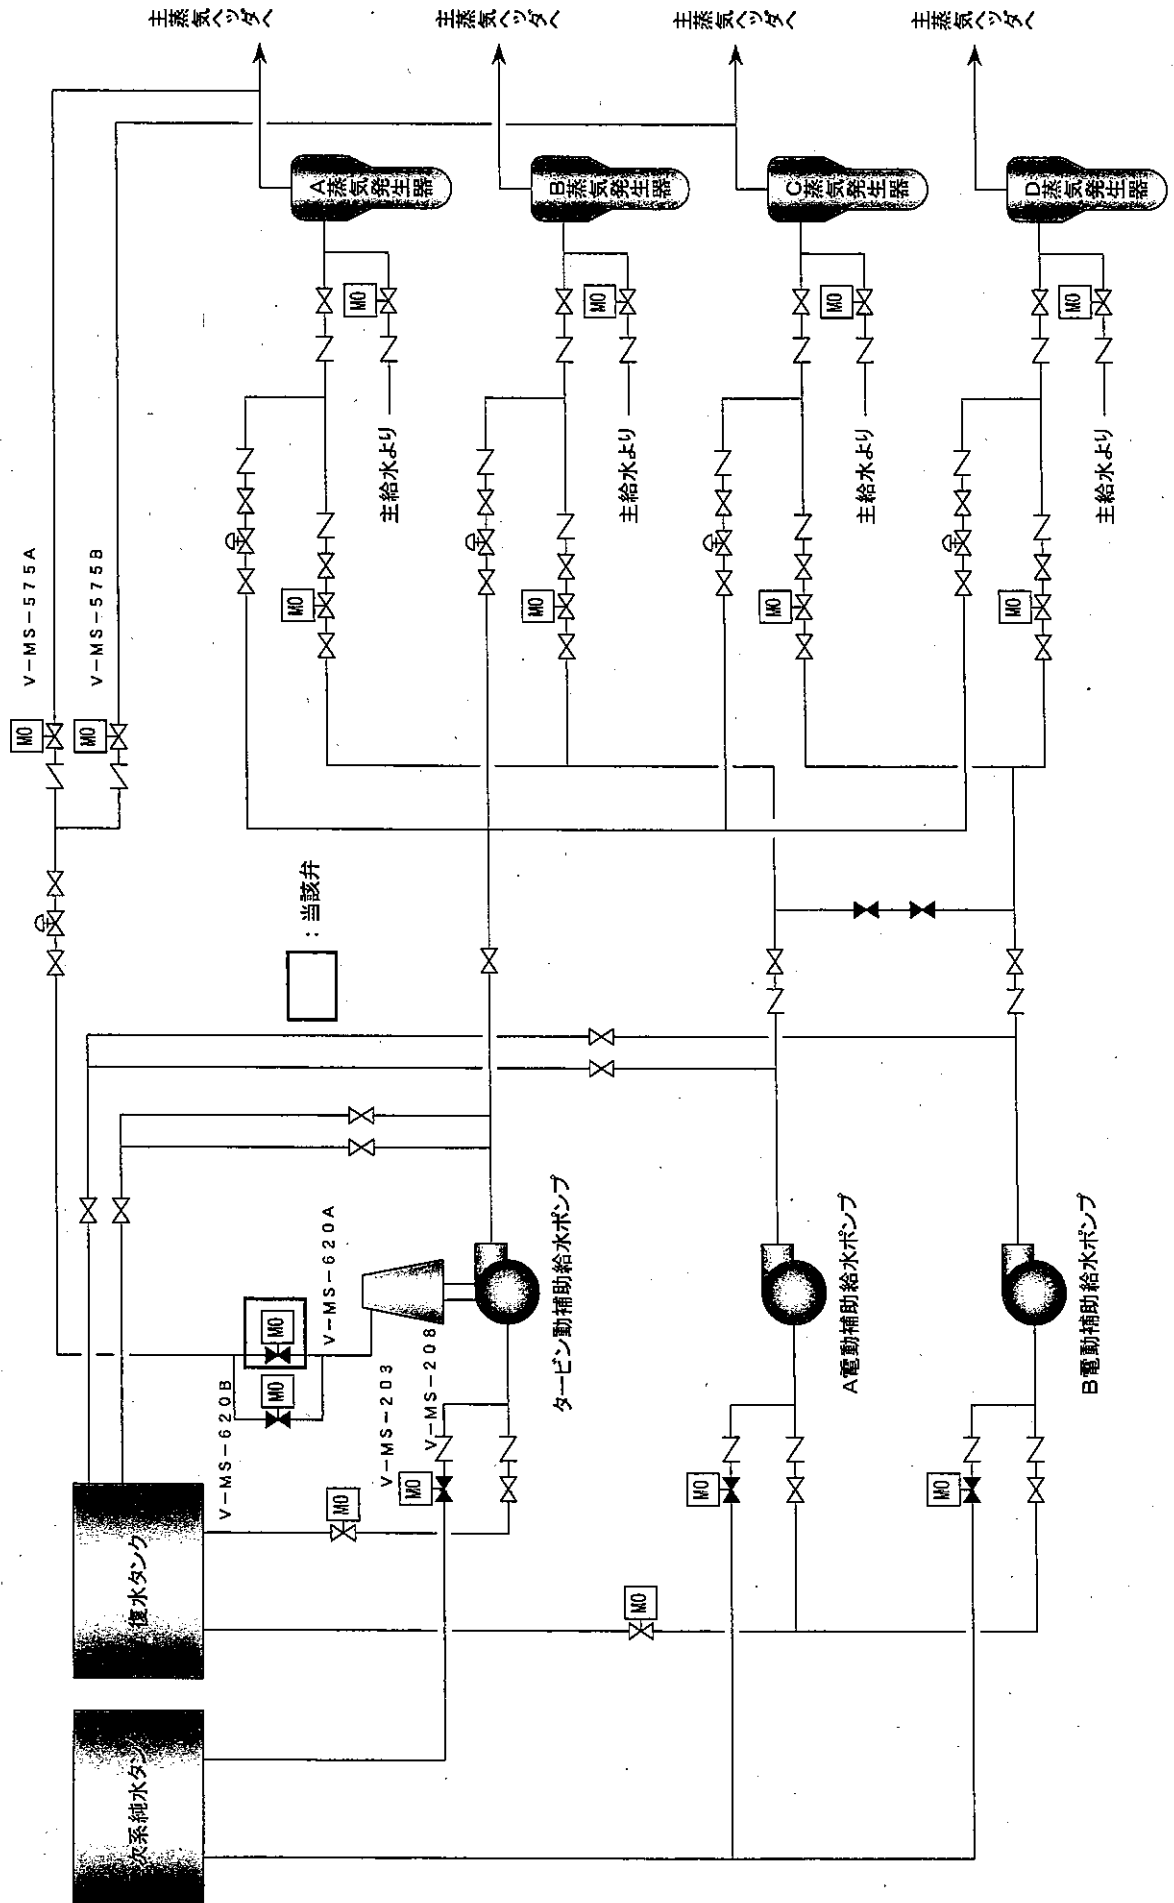 主蒸気ヘッダへ
主蒸気ヘッダへ
主蒸気ヘッダへ
主蒸気ヘッダへ
A蒸気発生器
B蒸気発生器
C蒸気発生器
D蒸気発生器
MO
MO
MO
MO
主給水より
主給水より
主給水より
主給水より
V-MS-575A
V-MS-575B
MO
MO
MO
MO
MO
MO
:当該弁
V-MS-620A
V-MS-620B
MO
MO
V-MS-203
V-MS-208
タービン動補助給水ポンプ
A電動補助給水ポンプ
B電動補助給水ポンプ
MO
MO
MO
MO
MO
復水タンク
次系純水タン